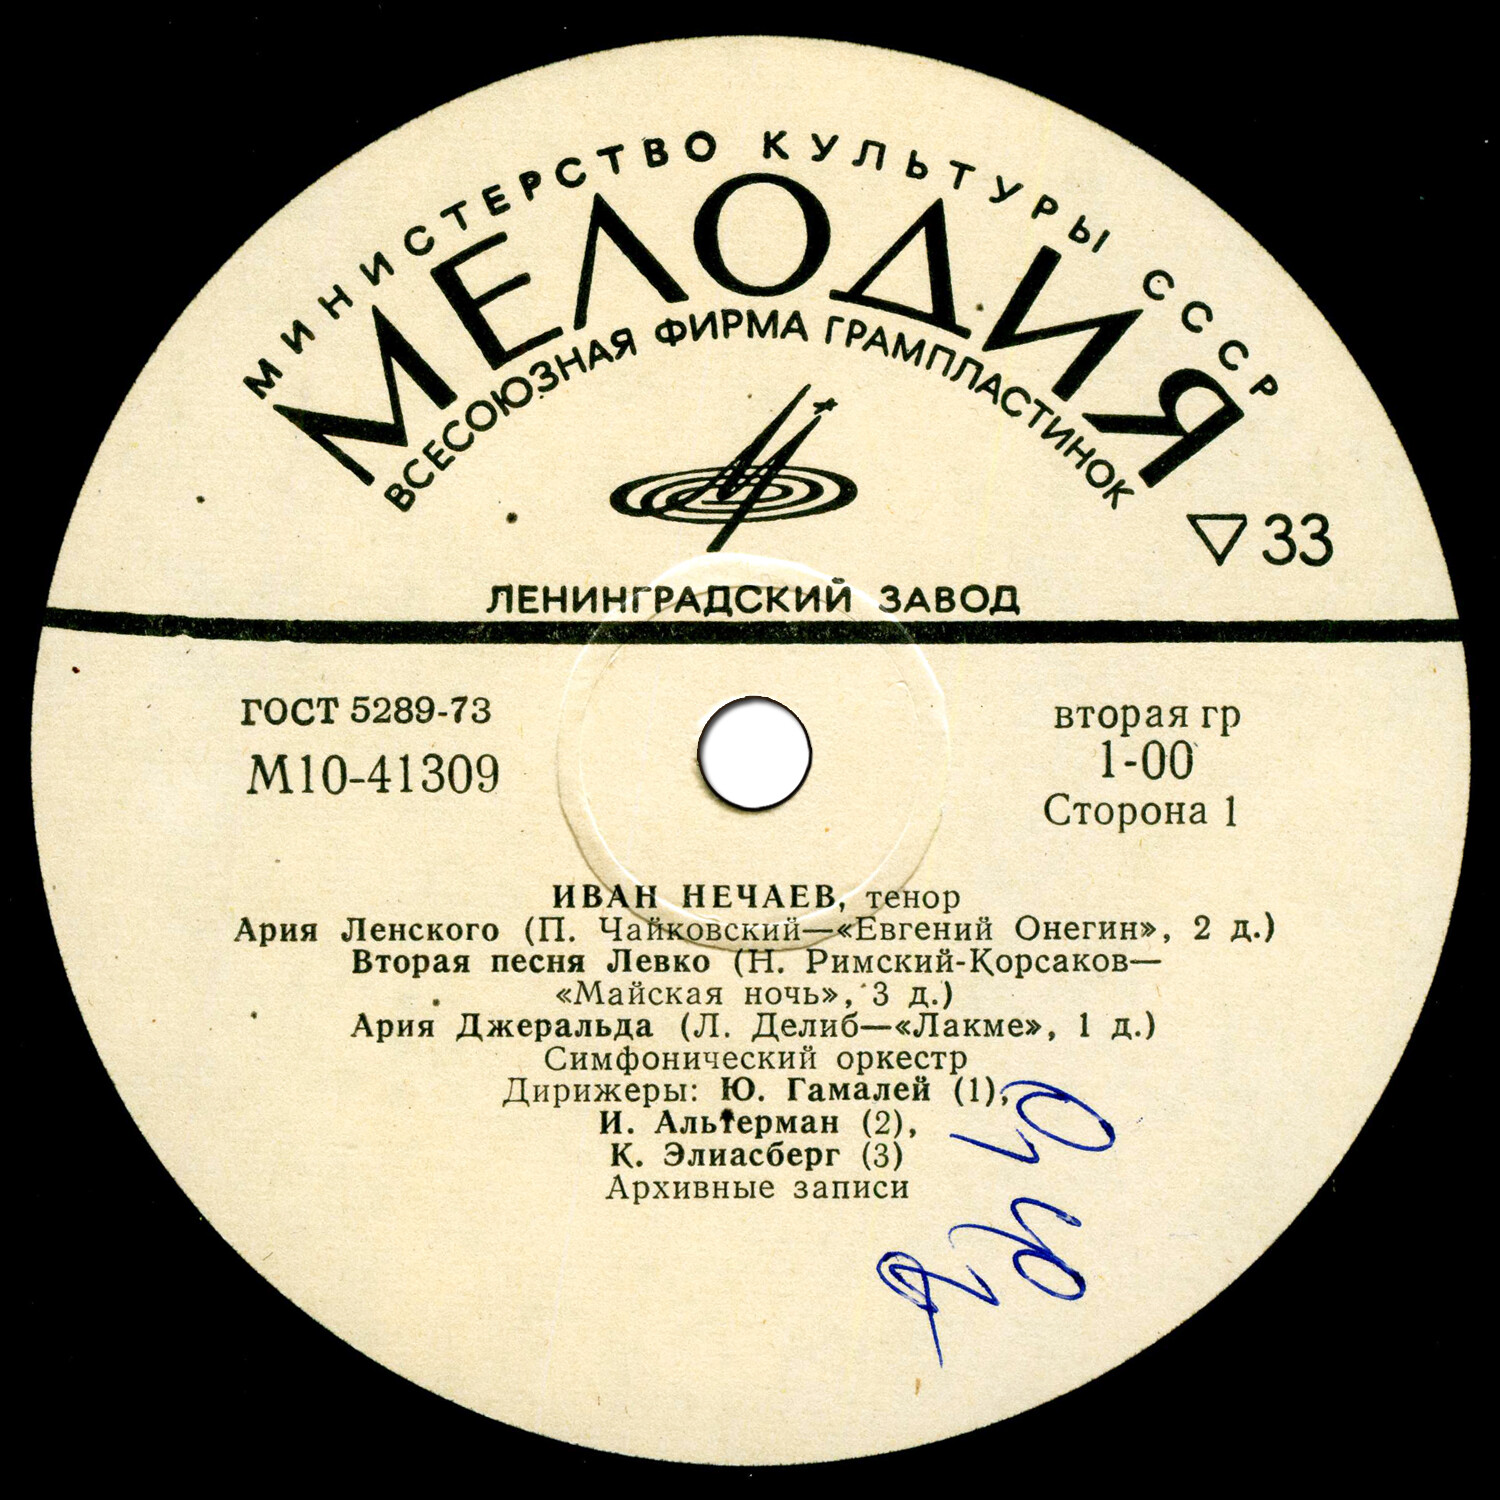 МИНИСТЕРСТВО КУЛЬТУРЫ СССР
МЕЛОДИЯ
ВСЕСОЮЗНАЯ ФИРМА ГРАМПЛАСТИНОК
33
ЛЕНИНГРАДСКИЙ ЗАВОД
ГОСТ 5289-73
М10-41309
вторая гр
1-00
Сторона 1
ИВАН НЕЧАЕВ, тенор
Ария Ленского (П. Чайковский—«Евгений Онегин», 2 д.)
Вторая песня Левко (Н. Римский-Корсаков—
«Майская ночь», 3 д.)
Ария Джеральда (Л. Делиб—«Лакме», 1 д.)
Симфонический оркестр
Дирижеры: Ю. Гамалей (1),
И. Альтерман (2),
К. Элиасберг (3)
Архивные записи